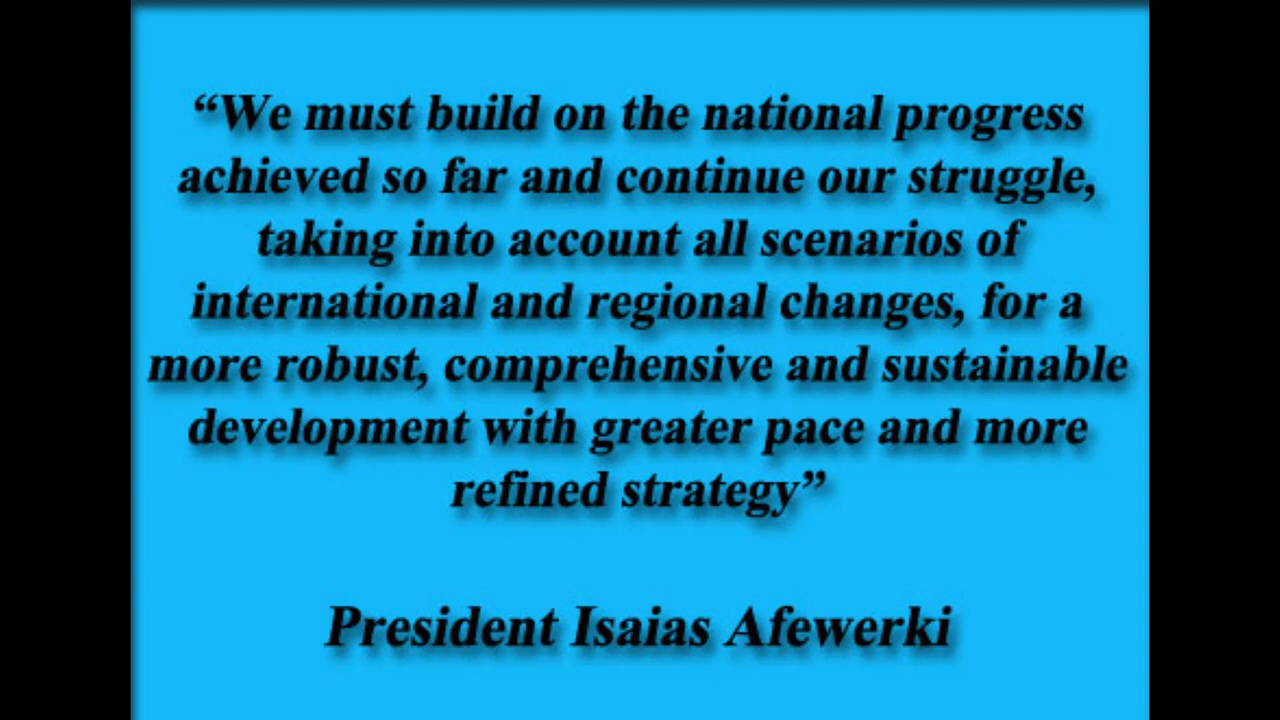 “We must build on the national progress
achieved so far and continue our struggle,
taking into account all scenarios of
international and regional changes, for a
more robust, comprehensive and sustainable
development with greater pace and more
refined strategy”
President Isaias Afewerki